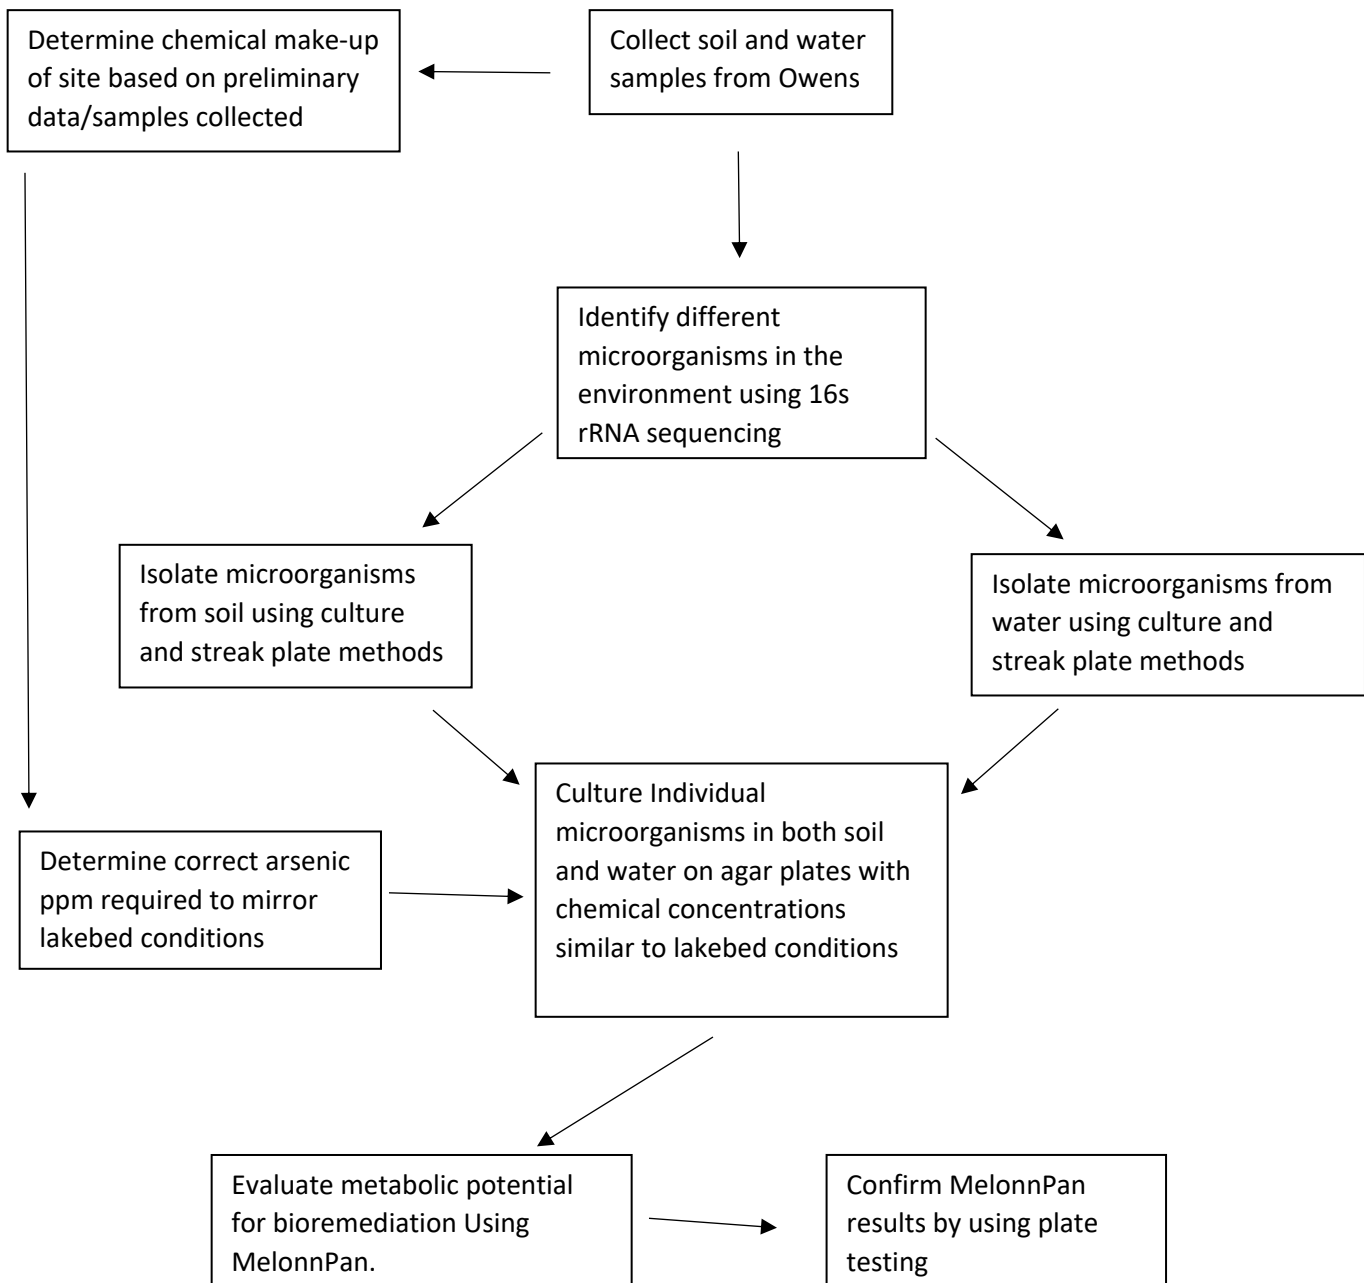 Determine chemical make-up
of site based on preliminary
data/samples collected
Collect soil and water
samples from Owens
Identify different
microorganisms in the
environment using 16s
rRNA sequencing
Isolate microorganisms
from soil using culture
and streak plate methods
Isolate microorganisms from
water using culture and
streak plate methods
Determine correct arsenic
ppm required to mirror
lakebed conditions
Culture Individual
microorganisms in both soil
and water on agar plates with
chemical concentrations
similar to lakebed conditions
Evaluate metabolic potential
for bioremediation Using
MelonnPan.
Confirm MelonnPan
results by using plate
testing